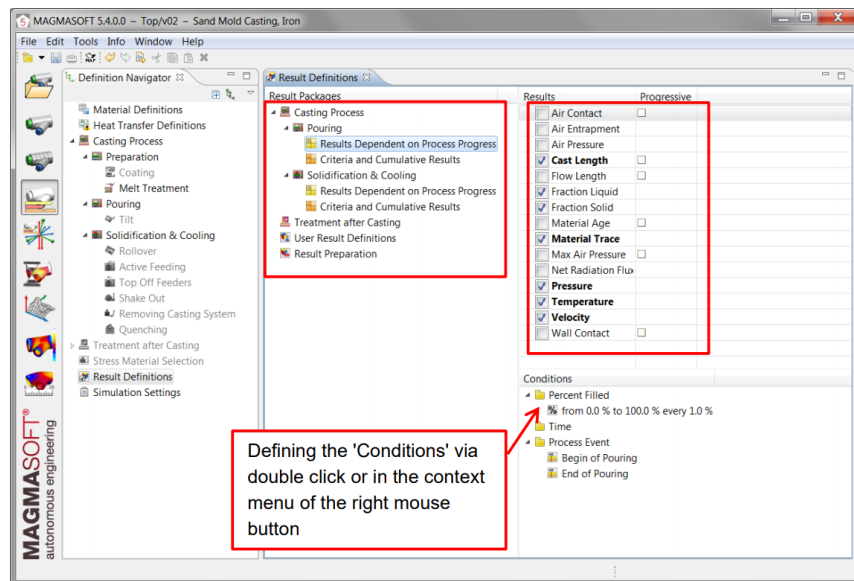 5 MAGMASOFT 5.4.0.0 – Top/v02 – Sand Mold Casting, Iron
File Edit Tools Info Window Help
Definition Navigator
Material Definitions
Heat Transfer Definitions
Casting Process
Preparation
Coating
Melt Treatment
Pouring
Tilt
Solidification & Cooling
Rollover
Active Feeding
Top Off Feeders
Shake Out
Removing Casting System
Quenching
Treatment after Casting
Stress Material Selection
Result Definitions
Simulation Settings
MAGMASOFT®
autonomous engineering
Result Definitions
Result Packages
Casting Process
Pouring
Results Dependent on Process Progress
Criteria and Cumulative Results
Solidification & Cooling
Results Dependent on Process Progress
Criteria and Cumulative Results
Treatment after Casting
User Result Definitions
Result Preparation
Results Progressive
Air Contact
Air Entrapment
Air Pressure
Cast Length
Flow Length
Fraction Liquid
Fraction Solid
Material Age
Material Trace
Max Air Pressure
Net Radiation Flux
Pressure
Temperature
Velocity
Wall Contact
Conditions
Percent Filled
% from 0.0 % to 100.0 % every 1.0 %
Time
Process Event
Begin of Pouring
End of Pouring
Defining the 'Conditions' via
double click or in the context
menu of the right mouse
button